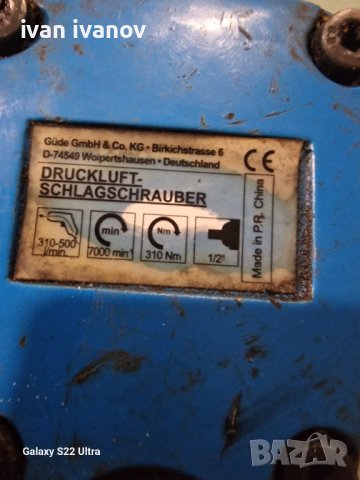 ivan ivanov
Güde GmbH & Co. KG • Birkichstrasse 6
D-74549 Wolpertshausen • Deutschland
CE
DRUCKLUFT-
SCHLAGSCHRAUBER
min
Nm
310-500
l/min
7000 min⁻¹
310 Nm
1/2"
Made in P.R. China
Galaxy S22 Ultra
BAZAR